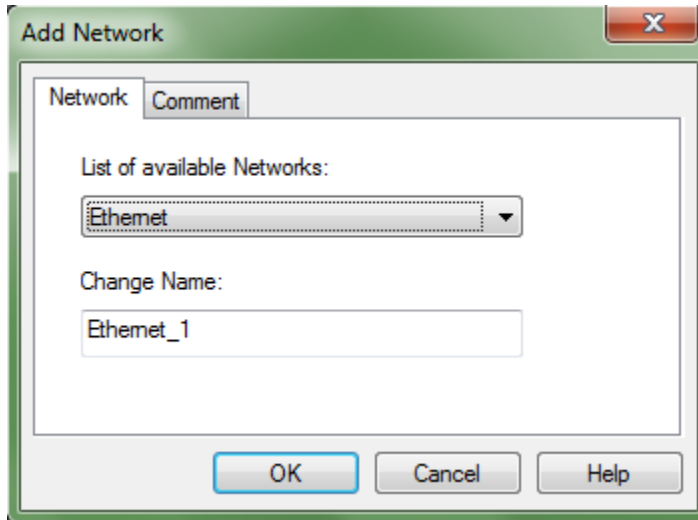 Add Network
Network Comment
List of available Networks:
Ethernet
Change Name:
Ethernet_1
OK Cancel Help